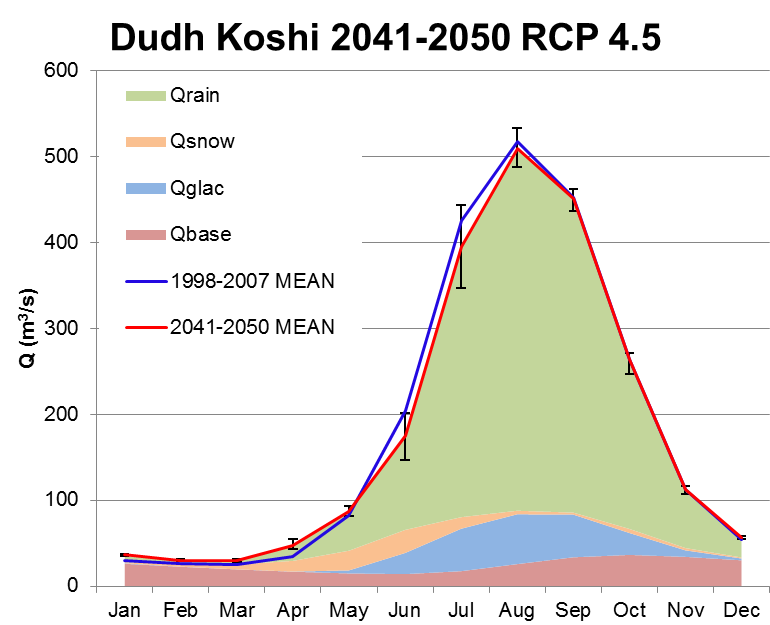 Dudh Koshi 2041-2050 RCP 4.5
600
500
400
300
200
100
0
Q (m³/s)
Qrain
Qsnow
Qglac
Qbase
1998-2007 MEAN
2041-2050 MEAN
Jan Feb Mar Apr May Jun Jul Aug Sep Oct Nov Dec